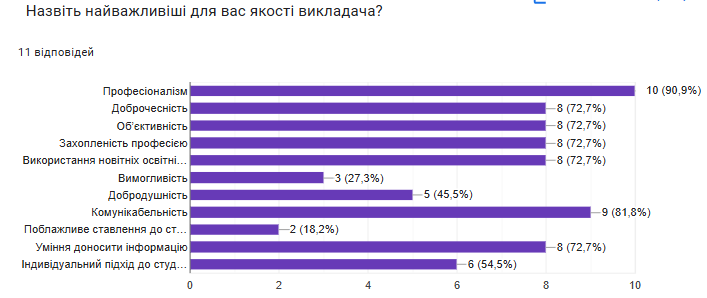 Назвіть найважливіші для вас якості викладача?
11 відповідей
Професіоналізм 10 (90,9%)
Доброчесність 8 (72,7%)
Об'єктивність 8 (72,7%)
Захопленість професією 8 (72,7%)
Використання новітніх освітні... 8 (72,7%)
Вимогливість 3 (27,3%)
Добродушність 5 (45,5%)
Комунікабельність 9 (81,8%)
Поблажливе ставлення до ст... 2 (18,2%)
Уміння доносити інформацію 8 (72,7%)
Індивідуальний підхід до студ... 6 (54,5%)
0 2 4 6 8 10